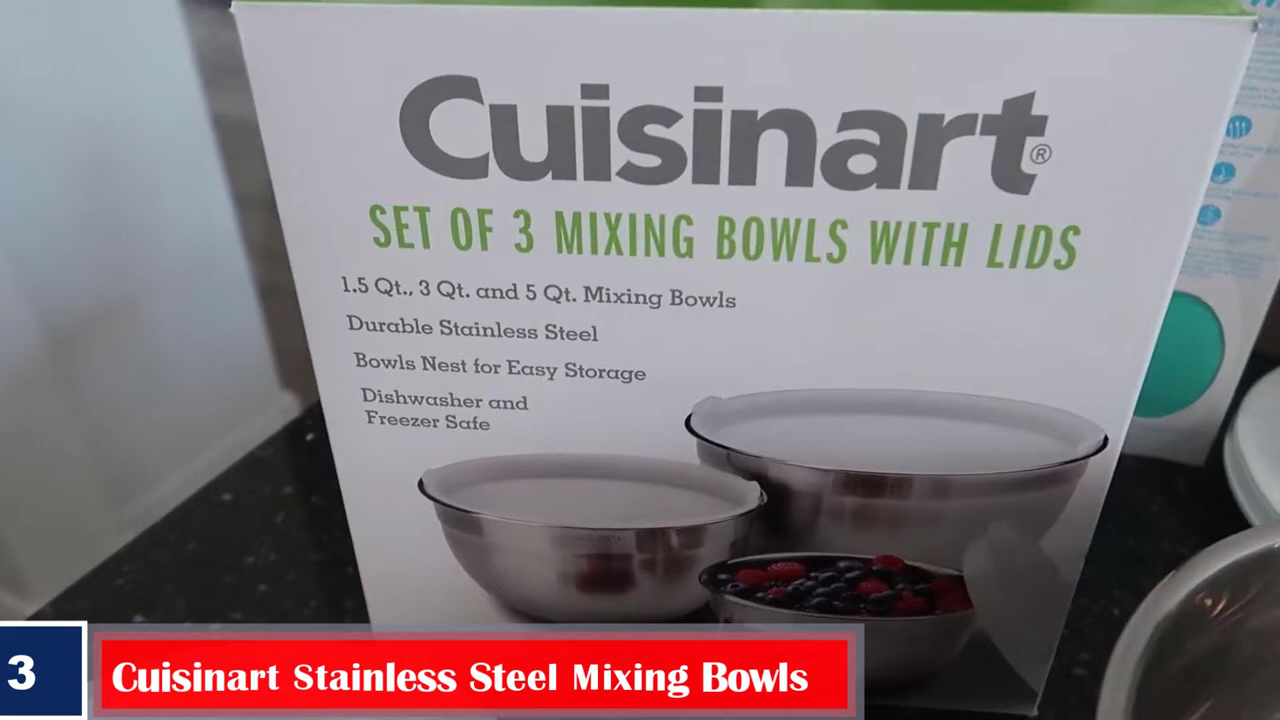 Cuisinart®
SET OF 3 MIXING BOWLS WITH LIDS
1.5 Qt., 3 Qt. and 5 Qt. Mixing Bowls
Durable Stainless Steel
Bowls Nest for Easy Storage
Dishwasher and
Freezer Safe
3
Cuisinart Stainless Steel Mixing Bowls